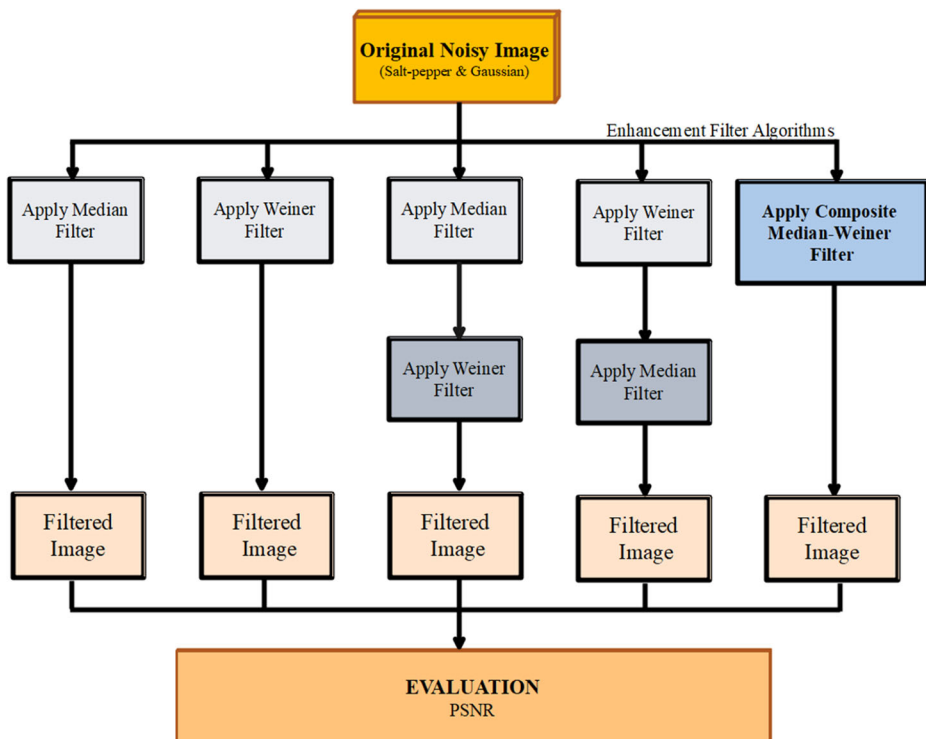 Original Noisy Image
(Salt-pepper & Gaussian)
Enhancement Filter Algorithms
Apply Median
Filter
Apply Weiner
Filter
Apply Median
Filter
Apply Weiner
Filter
Apply Composite
Median-Weiner
Filter
Apply Weiner
Filter
Apply Median
Filter
Filtered
Image
Filtered
Image
Filtered
Image
Filtered
Image
Filtered
Image
EVALUATION
PSNR